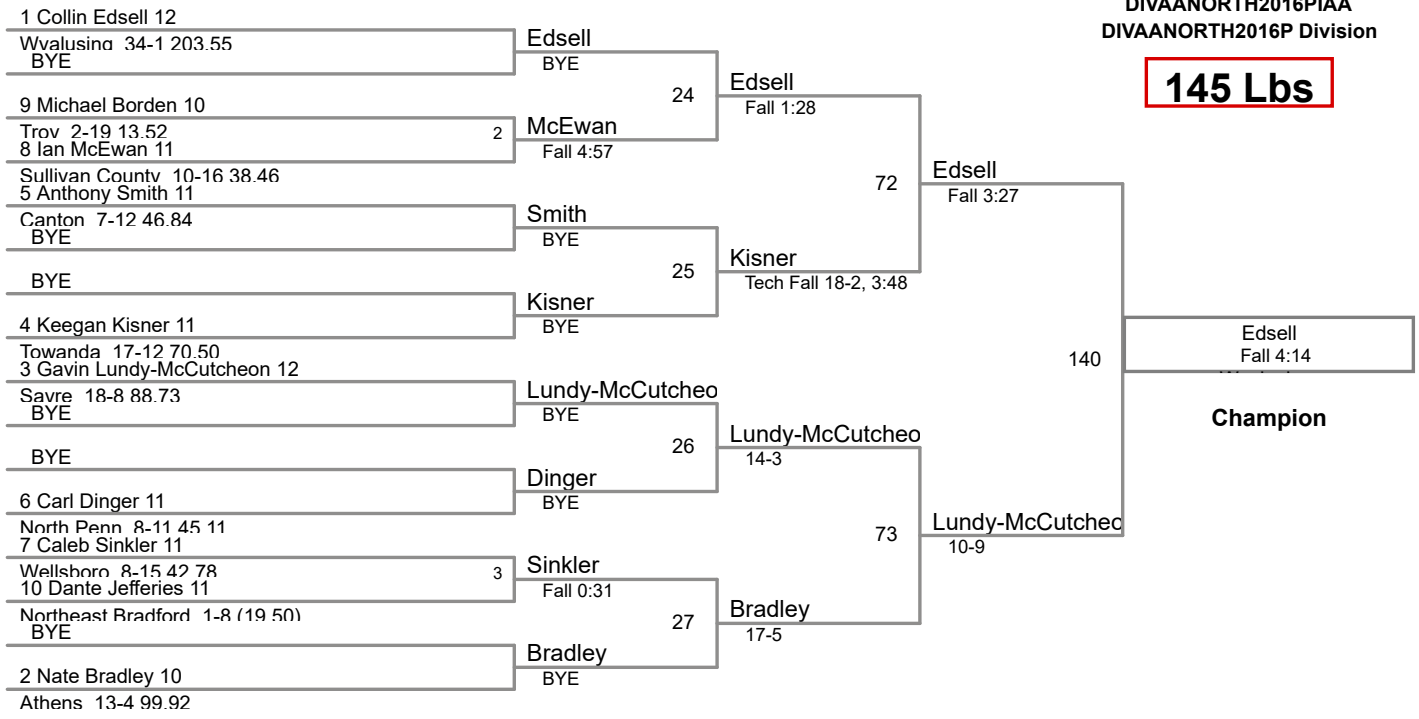 DIVAANORTH2016PIAA
DIVAANORTH2016P Division
145 Lbs
1 Collin Edsell 12
Wyalusing 34-1 203.55
BYE
9 Michael Borden 10
Troy 2-19 13.52
8 Ian McEwan 11
Sullivan County 10-16 38.46
5 Anthony Smith 11
Canton 7-12 46.84
BYE
BYE
4 Keegan Kisner 11
Towanda 17-12 70.50
3 Gavin Lundy-McCutcheon 12
Sayre 18-8 88.73
BYE
BYE
6 Carl Dinger 11
North Penn 8-11 45 11
7 Caleb Sinkler 11
Wellsboro 8-15 42 78
10 Dante Jefferies 11
Northeast Bradford 1-8 (19 50)
BYE
2 Nate Bradley 10
Athens 13-4 99.92
Edsell
BYE
2
McEwan
Fall 4:57
Smith
BYE
Kisner
BYE
Lundy-McCutcheo
BYE
Dinger
BYE
3
Sinkler
Fall 0:31
Bradley
BYE
24
Edsell
Fall 1:28
25
Kisner
Tech Fall 18-2, 3:48
26
Lundy-McCutcheo
14-3
27
Bradley
17-5
72
Edsell
Fall 3:27
73
Lundy-McCutcheo
10-9
140
Edsell
Fall 4:14
Champion